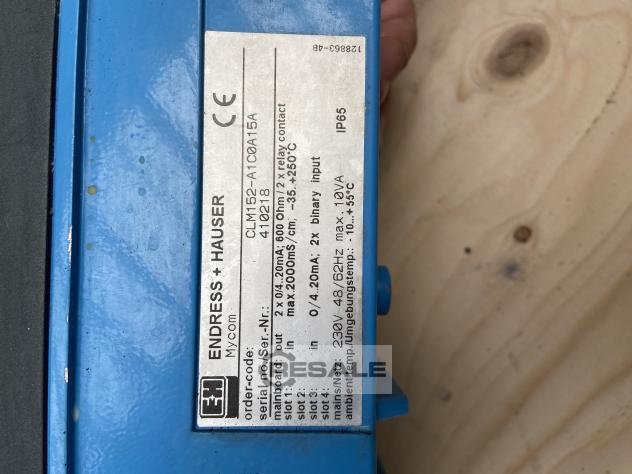 E+H
ENDRESS + HAUSER
Mycom
order-code: CLM152-A1C0A15A
serial no/Ser.-Nr.: 410218
mainboard: out 2 x 0/4..20mA; 600 Ohm / 2 x relay contact
slot 1: in max.2000mS/cm, -35.+250°C
slot 2:
slot 3: in 0/4..20mA; 2x binary input
slot 4:
mains/Netz: 230V 48/62Hz max.10VA
ambient temp./Umgebungstemp.: -10...+55°C IP65
CE
128863-4B
RESALE